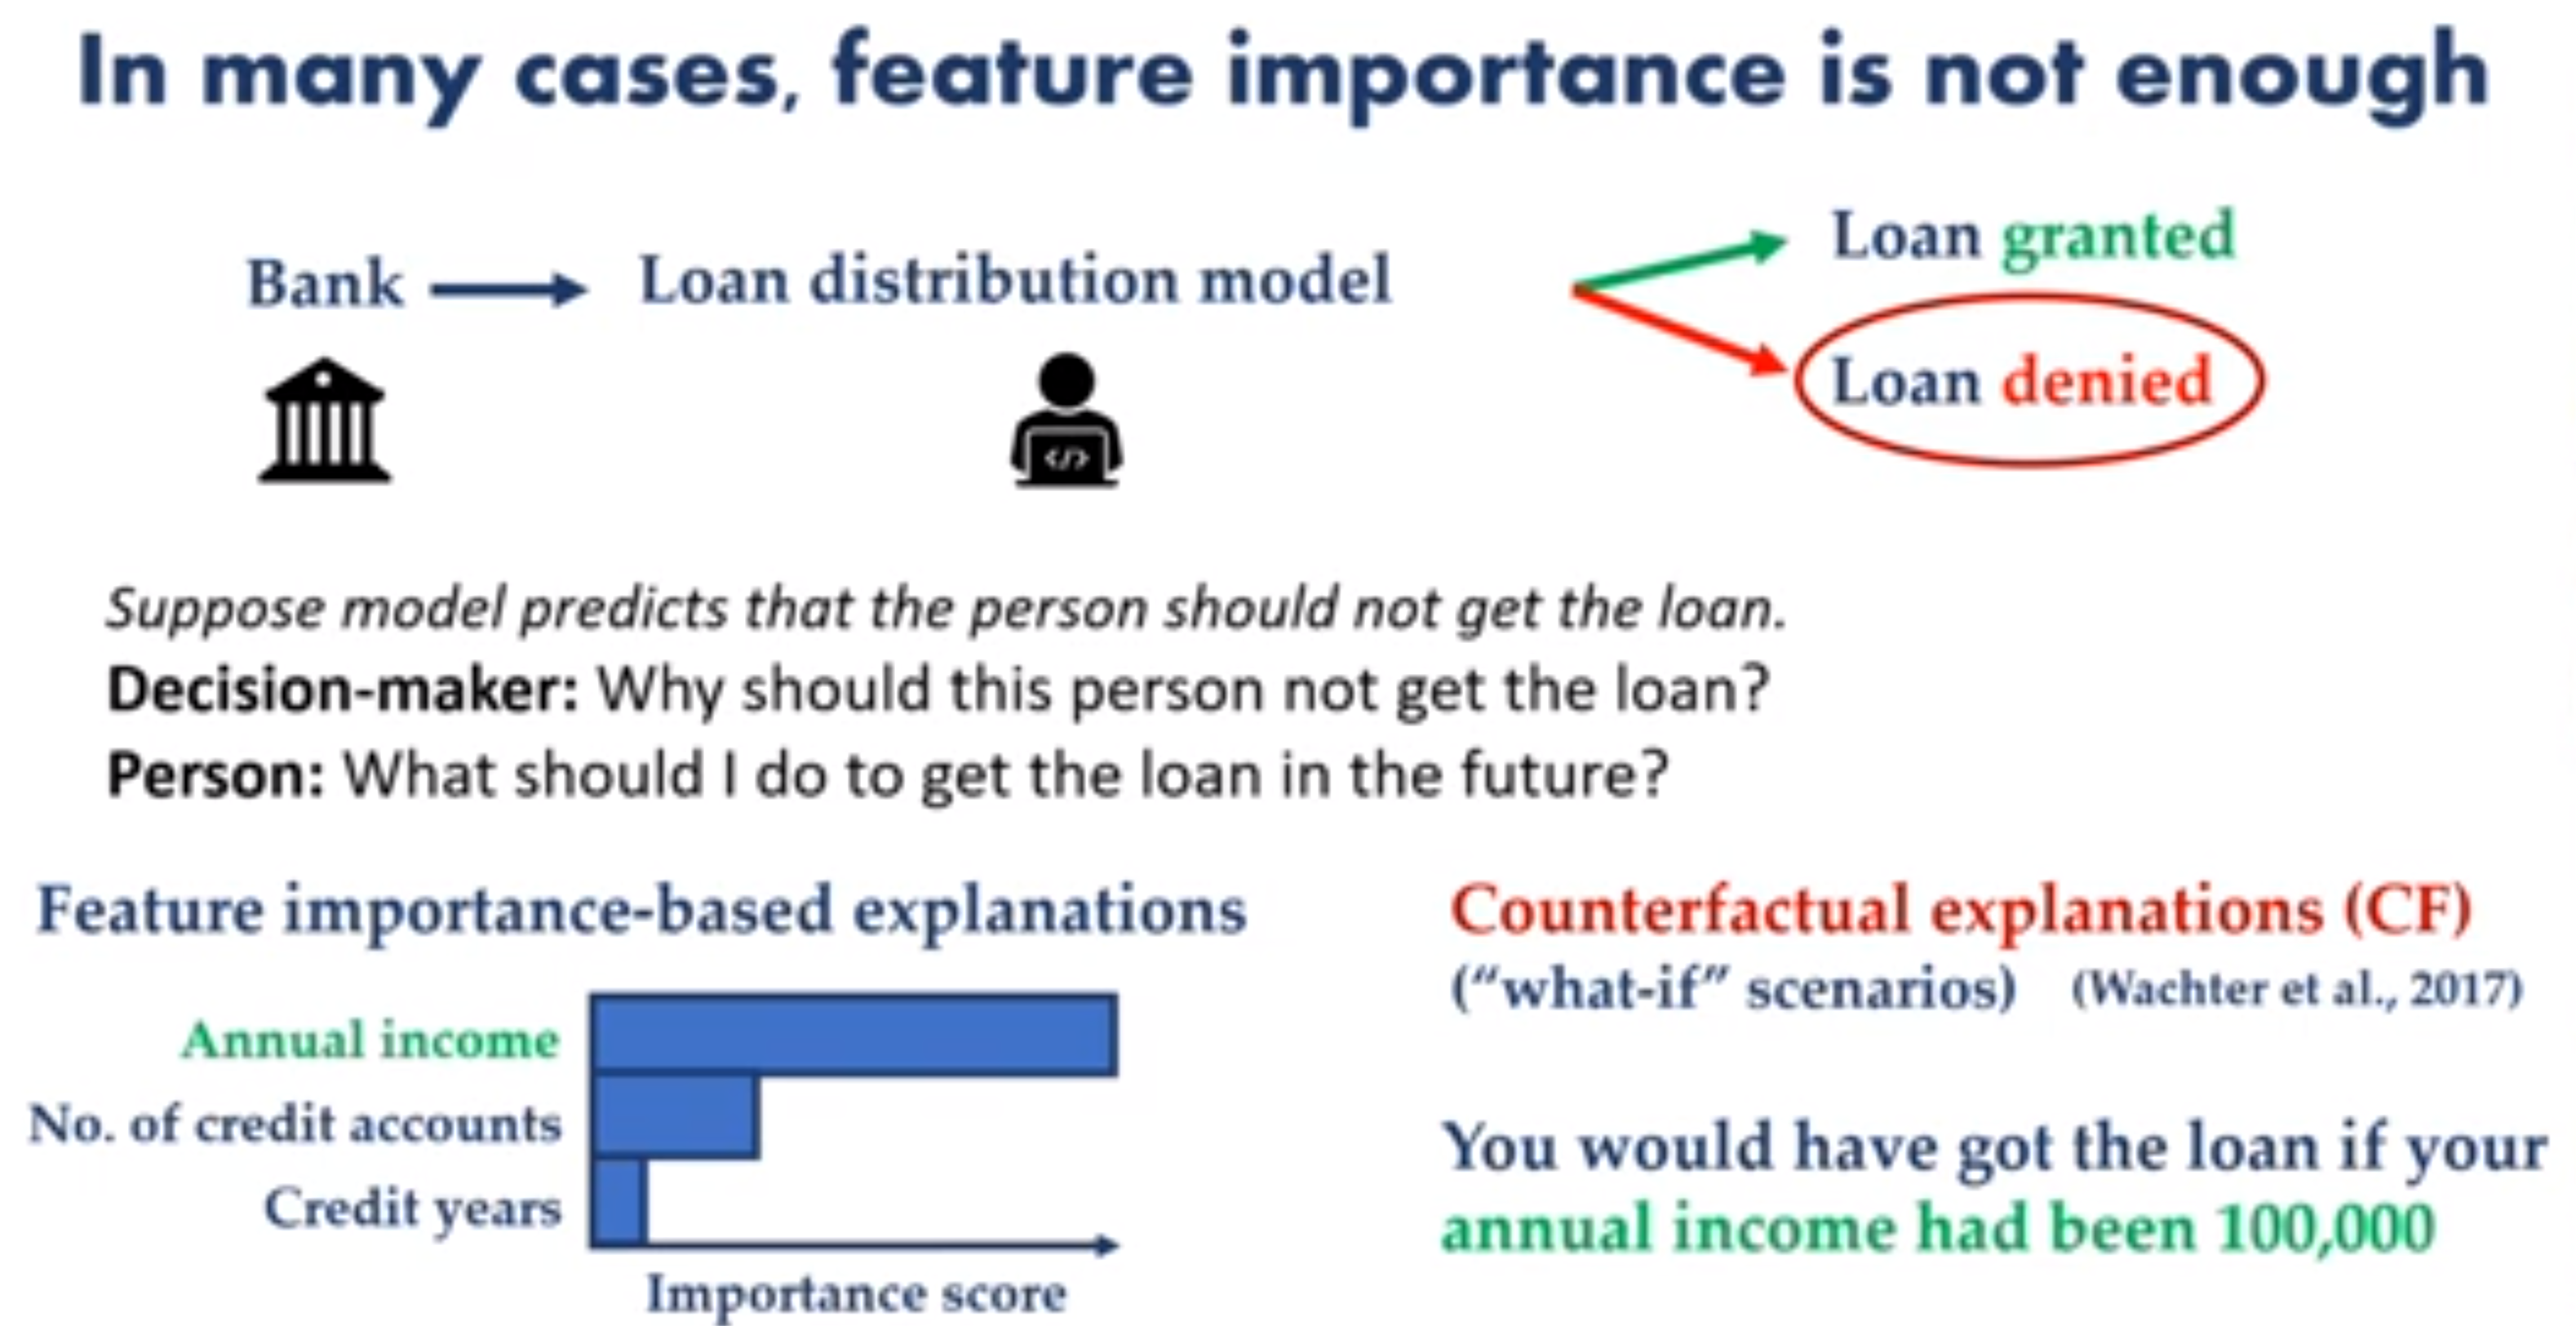 In many cases, feature importance is not enough
Bank
Loan distribution model
Loan granted
Loan denied
</>
Suppose model predicts that the person should not get the loan.
Decision-maker: Why should this person not get the loan?
Person: What should I do to get the loan in the future?
Feature importance-based explanations
Annual income
No. of credit accounts
Credit years
Importance score
Counterfactual explanations (CF)
(“what-if” scenarios) (Wachter et al., 2017)
You would have got the loan if your
annual income had been 100,000